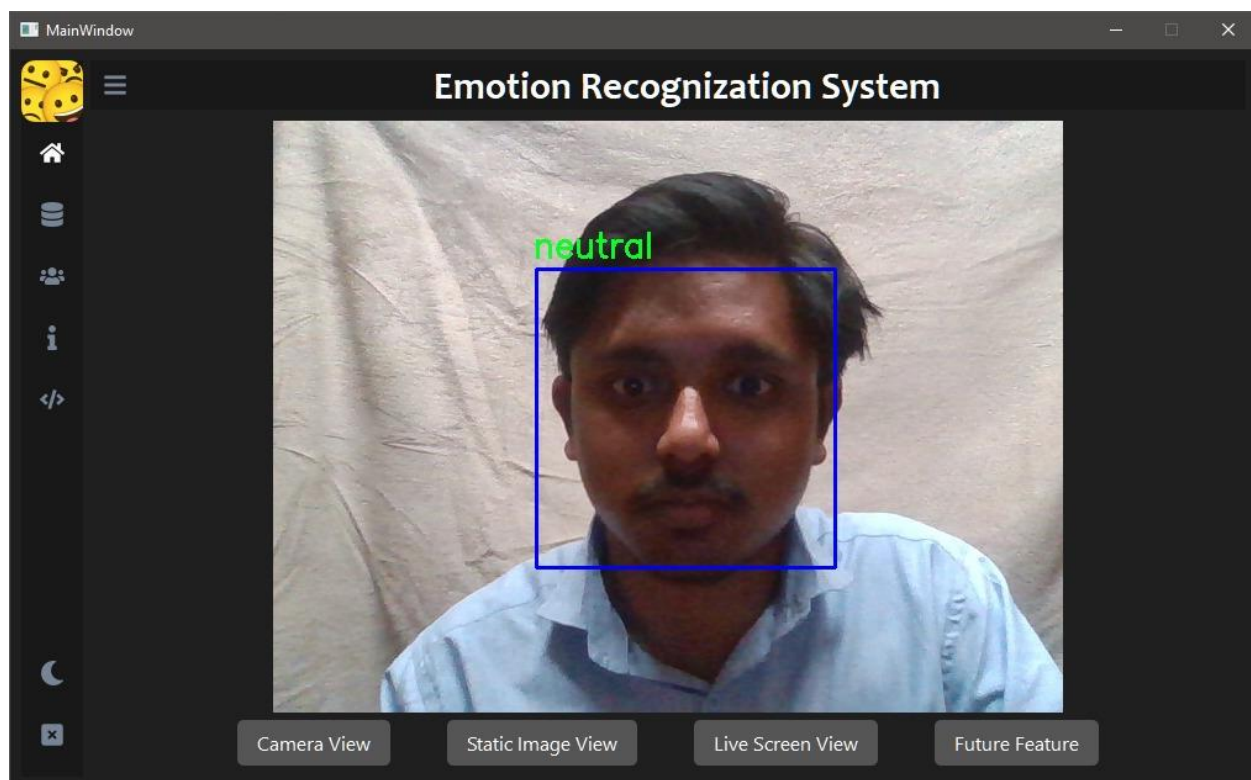 MainWindow
Emotion Recognization System
neutral
Camera View
Static Image View
Live Screen View
Future Feature